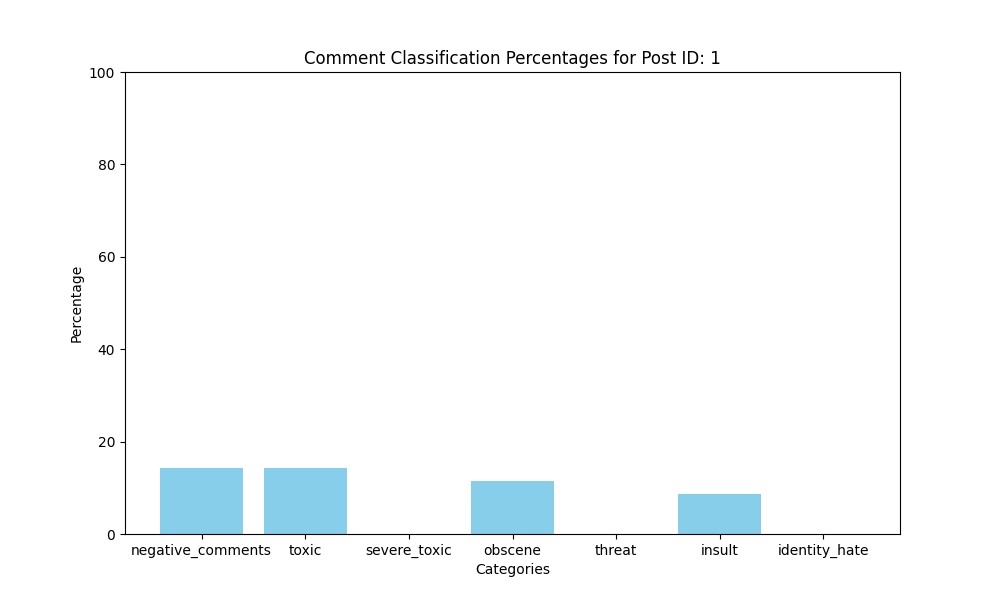 Comment Classification Percentages for Post ID: 1
100
80
60
40
20
0
Percentage
negative_comments toxic severe_toxic obscene threat insult identity_hate
Categories